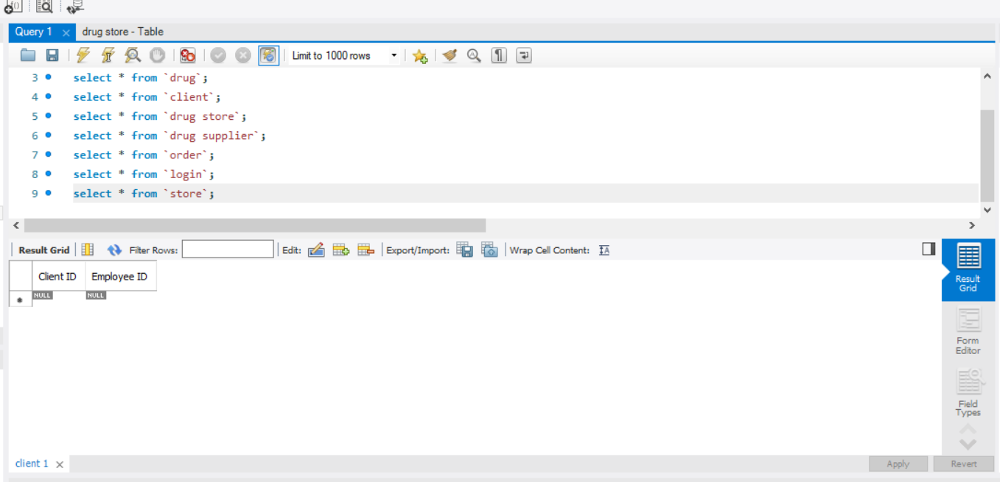 Query 1 drug store - Table
Limit to 1000 rows
3 select * from `drug`;
4 select * from `client`;
5 select * from `drug store`;
6 select * from `drug supplier`;
7 select * from `order`;
8 select * from `login`;
9 select * from `store`;
Result Grid Filter Rows: Edit: Export/Import: Wrap Cell Content:
Client ID Employee ID
NULL NULL
Result
Grid
Form
Editor
Field
Types
client 1
Apply Revert